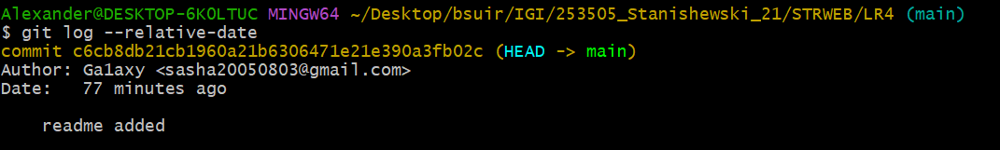 Alexander@DESKTOP-6K0LTUC MINGW64 ~/Desktop/bsuir/IGI/253505_Stanishewski_21/STRWEB/LR4 (main)
$ git log --relative-date
commit c6cb8db21cb1960a21b6306471e21e390a3fb02c (HEAD -> main)
Author: Ga1axy <sasha20050803@gmail.com>
Date:   77 minutes ago
    readme added